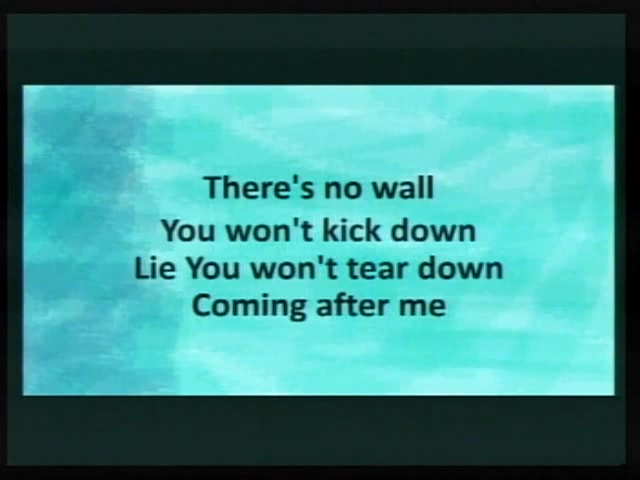 There's no wall
You won't kick down
Lie You won't tear down
Coming after me